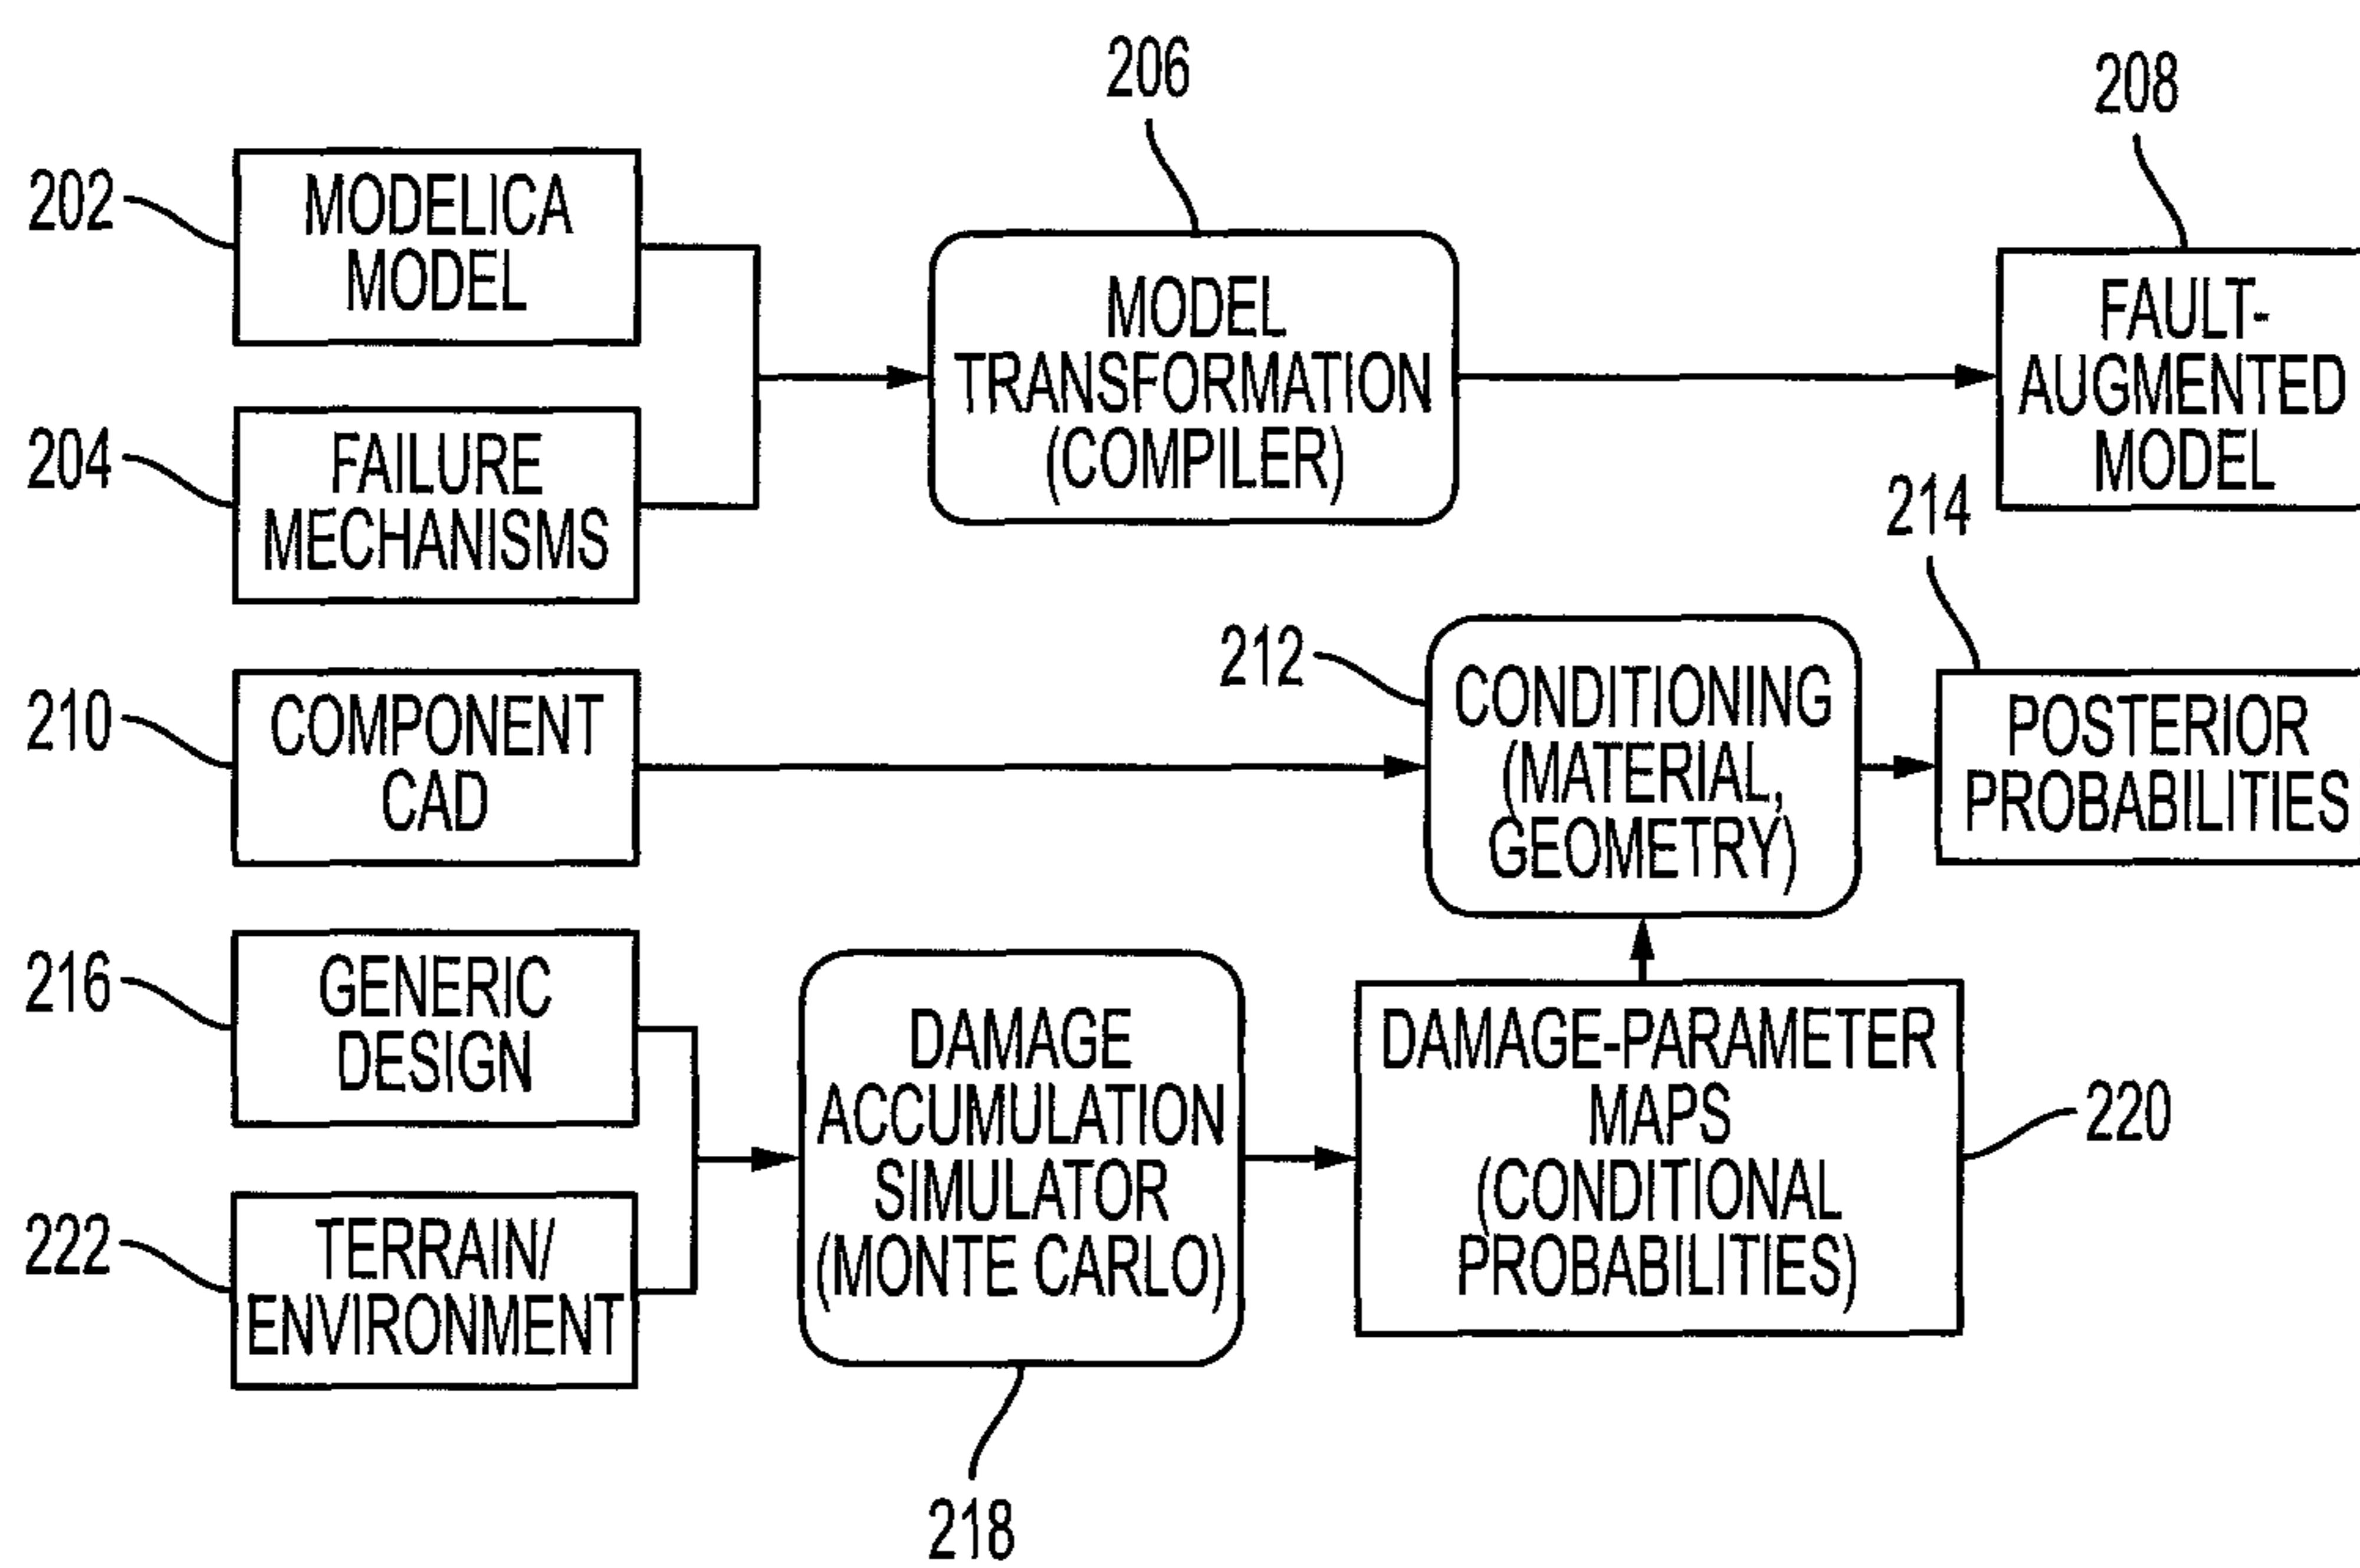 206
208
202
MODELICA
MODEL
MODEL
TRANSFORMATION
(COMPILER)
FAULT-
AUGMENTED
MODEL
204
FAILURE
MECHANISMS
214
212
210
COMPONENT
CAD
CONDITIONING
(MATERIAL,
GEOMETRY)
POSTERIOR
PROBABILITIES
216
GENERIC
DESIGN
DAMAGE
ACCUMULATION
SIMULATOR
(MONTE CARLO)
DAMAGE-PARAMETER
MAPS
(CONDITIONAL
PROBABILITIES)
220
222
TERRAIN/
ENVIRONMENT
218